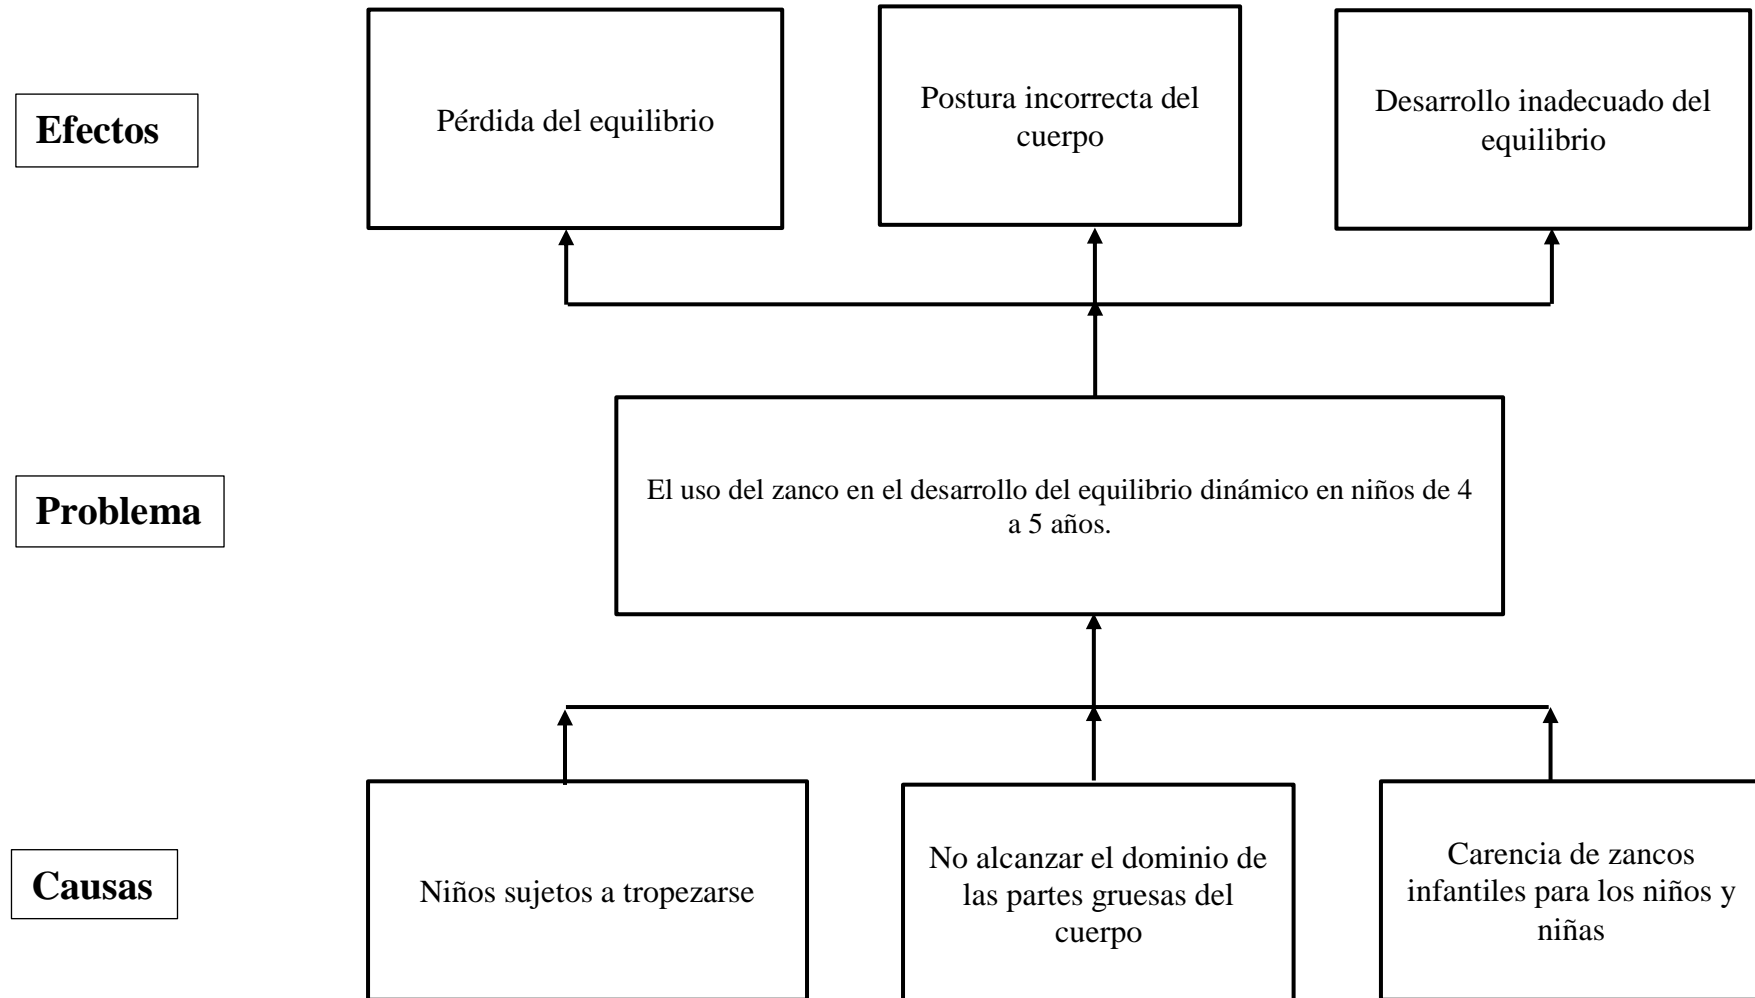 Efectos
Pérdida del equilibrio
Postura incorrecta del
cuerpo
Desarrollo inadecuado del
equilibrio
Problema
El uso del zanco en el desarrollo del equilibrio dinámico en niños de 4
a 5 años.
Causas
Niños sujetos a tropezarse
No alcanzar el dominio de
las partes gruesas del
cuerpo
Carencia de zancos
infantiles para los niños y
niñas